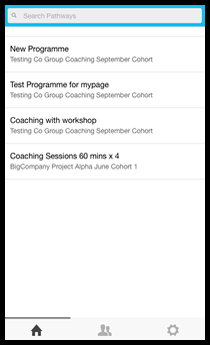 Search Pathways
New Programme
Testing Co Group Coaching September Cohort
Test Programme for mypage
Testing Co Group Coaching September Cohort
Coaching with workshop
Testing Co Group Coaching September Cohort
Coaching Sessions 60 mins x 4
BigCompany Project Alpha June Cohort 1